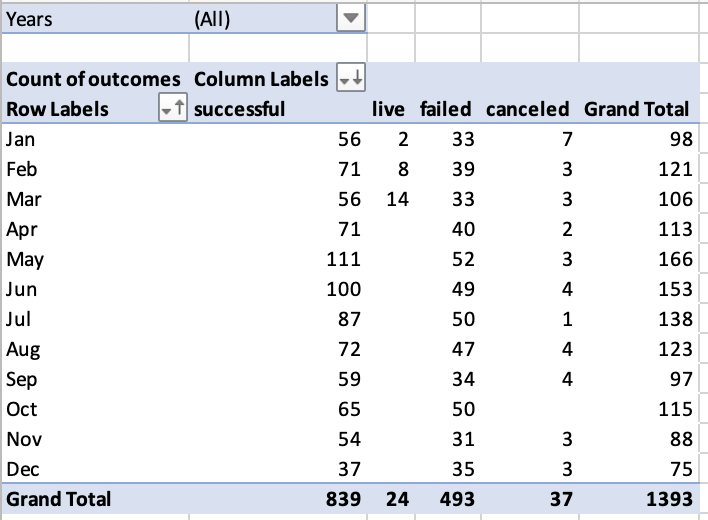 Years (All)
Count of outcomes Column Labels
Row Labels successful live failed canceled Grand Total
Jan 56 2 33 7 98
Feb 71 8 39 3 121
Mar 56 14 33 3 106
Apr 71 40 2 113
May 111 52 3 166
Jun 100 49 4 153
Jul 87 50 1 138
Aug 72 47 4 123
Sep 59 34 4 97
Oct 65 50 115
Nov 54 31 3 88
Dec 37 35 3 75
Grand Total 839 24 493 37 1393